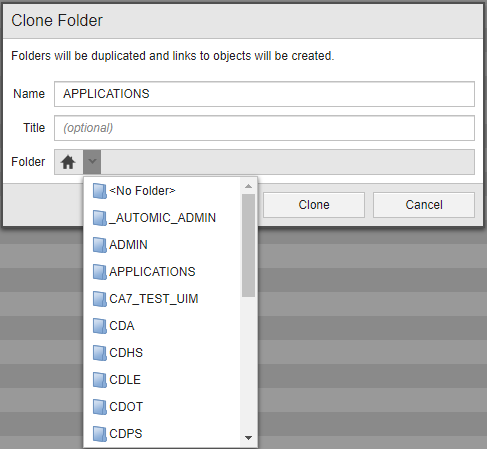 Clone Folder
Folders will be duplicated and links to objects will be created.
Name APPLICATIONS
Title (optional)
Folder
<No Folder>
_AUTOMIC_ADMIN
ADMIN
APPLICATIONS
CA7_TEST_UIM
CDA
CDHS
CDLE
CDOT
CDPS
Clone Cancel